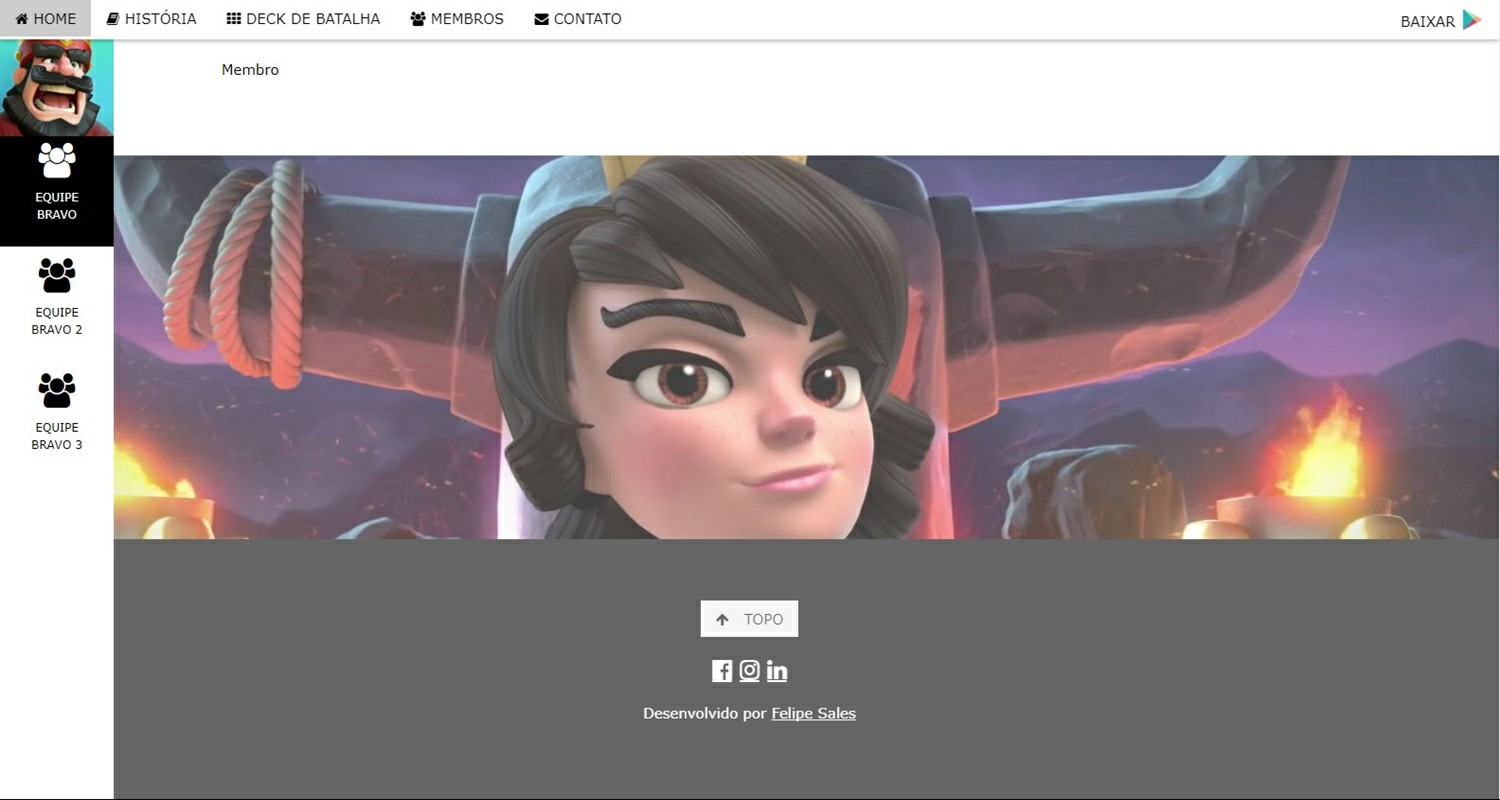 HOME HISTÓRIA DECK DE BATALHA MEMBROS CONTATO BAIXAR
Membro
EQUIPE
BRAVO
EQUIPE
BRAVO 2
EQUIPE
BRAVO 3
TOPO
Desenvolvido por Felipe Sales